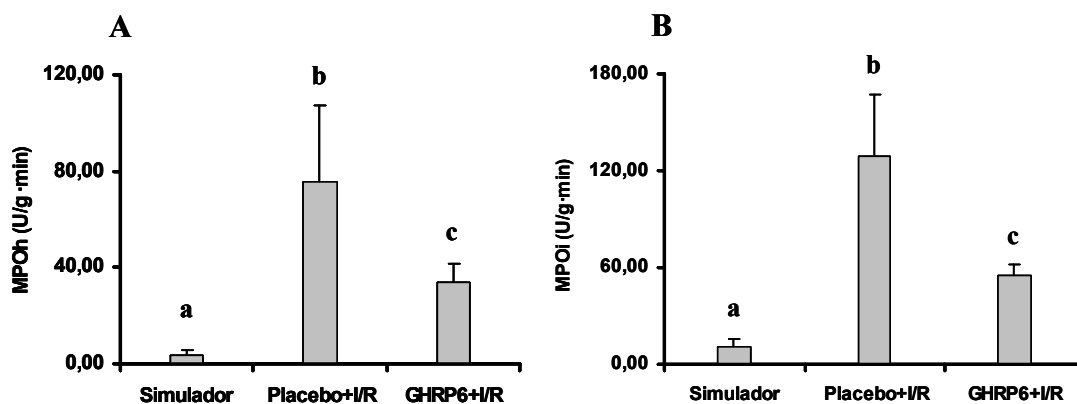 A
MPOh (U/g·min)
120,00
80,00
40,00
0,00
a
b
c
Simulador Placebo+I/R GHRP6+I/R
B
MPOi (U/g·min)
180,00
120,00
60,00
0,00
a
b
c
Simulador Placebo+I/R GHRP6+I/R